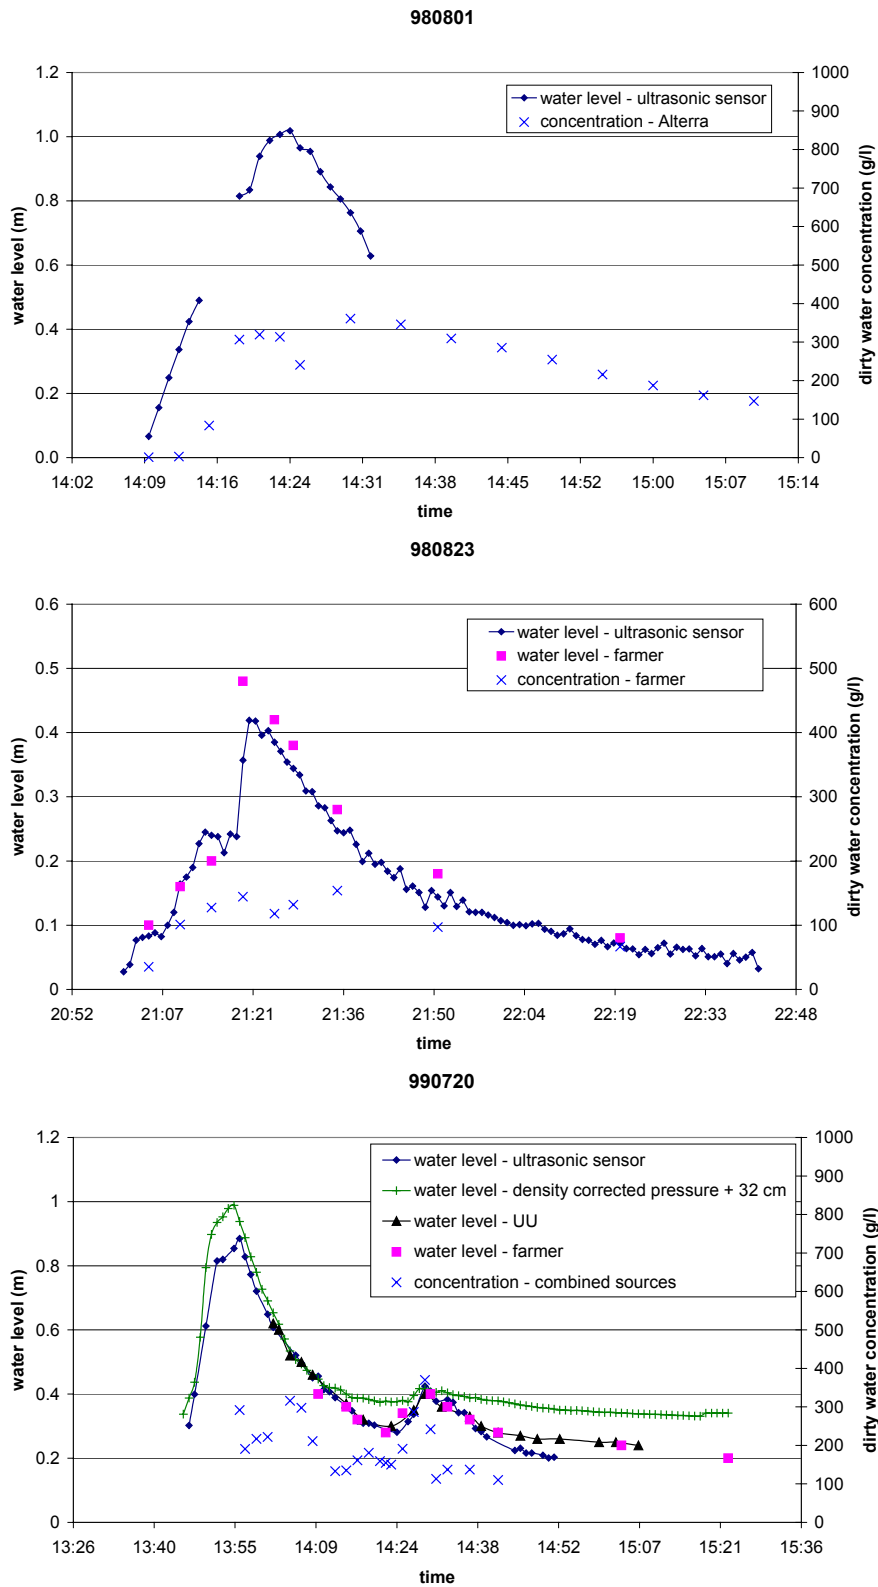 980801
1.2
1.0
0.8
0.6
0.4
0.2
0.0
water level (m)
water level - ultrasonic sensor
concentration - Alterra
1000
900
800
700
600
500
400
300
200
100
0
dirty water concentration (g/l)
14:02 14:09 14:16 14:24 14:31 14:38 14:45 14:52 15:00 15:07 15:14
time
980823
0.6
0.5
0.4
0.3
0.2
0.1
0
water level (m)
water level - ultrasonic sensor
water level - farmer
concentration - farmer
600
500
400
300
200
100
0
dirty water concentration (g/l)
20:52 21:07 21:21 21:36 21:50 22:04 22:19 22:33 22:48
time
990720
1.2
1
0.8
0.6
0.4
0.2
0
water level (m)
water level - ultrasonic sensor
water level - density corrected pressure + 32 cm
water level - UU
water level - farmer
concentration - combined sources
1000
900
800
700
600
500
400
300
200
100
0
dirty water concentration (g/l)
13:26 13:40 13:55 14:09 14:24 14:38 14:52 15:07 15:21 15:36
time